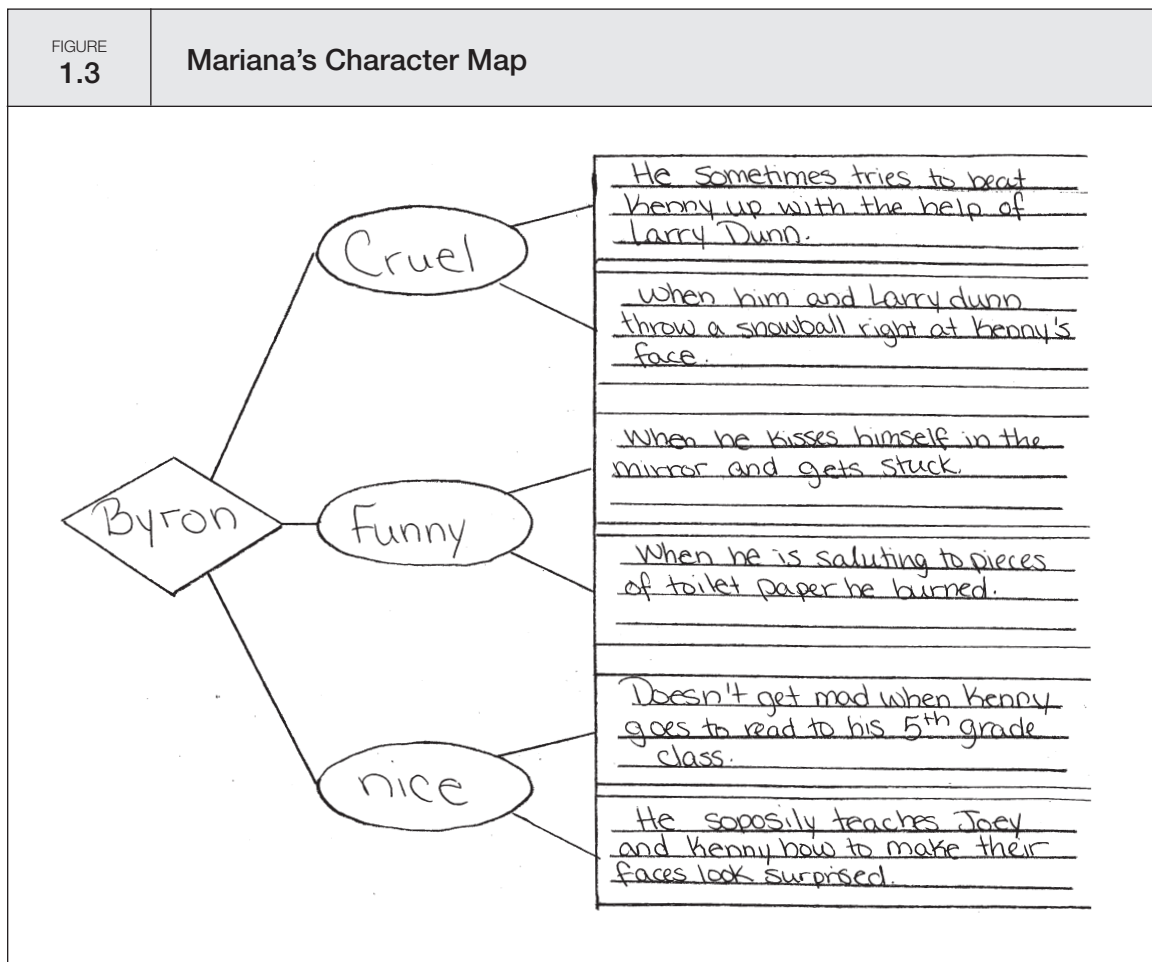 FIGURE
1.3
Mariana's Character Map
Byron
Cruel
He sometimes tries to beat
Kenny up with the help of
Larry Dunn.
When him and Larry dunn
throw a snowball right at Kenny's
face.
Funny
When he kisses himself in the
mirror and gets stuck.
When he is saluting to pieces
of toilet paper he burned.
nice
Doesn't get mad when Kenny
goes to read to his 5th grade
class.
He soposily teaches Joey
and Kenny how to make their
faces look surprised.